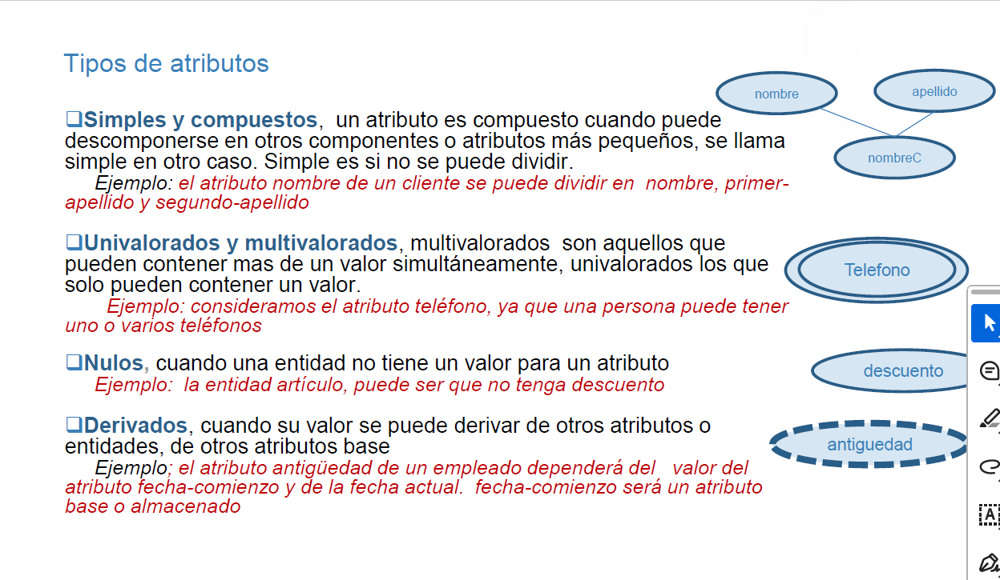 Tipos de atributos
nombre
apellido
❑Simples y compuestos, un atributo es compuesto cuando puede
descomponerse en otros componentes o atributos más pequeños, se llama
simple en otro caso. Simple es si no se puede dividir.
nombreC
Ejemplo: el atributo nombre de un cliente se puede dividir en nombre, primer-
apellido y segundo-apellido
❑Univalorados y multivalorados, multivalorados son aquellos que
pueden contener mas de un valor simultáneamente, univalorados los que
solo pueden contener un valor.
Telefono
Ejemplo: consideramos el atributo teléfono, ya que una persona puede tener
uno o varios teléfonos
❑Nulos, cuando una entidad no tiene un valor para un atributo
descuento
Ejemplo: la entidad artículo, puede ser que no tenga descuento
❑Derivados, cuando su valor se puede derivar de otros atributos o
entidades, de otros atributos base
antiguedad
Ejemplo; el atributo antigüedad de un empleado dependerá del valor del
atributo fecha-comienzo y de la fecha actual. fecha-comienzo será un atributo
base o almacenado
A